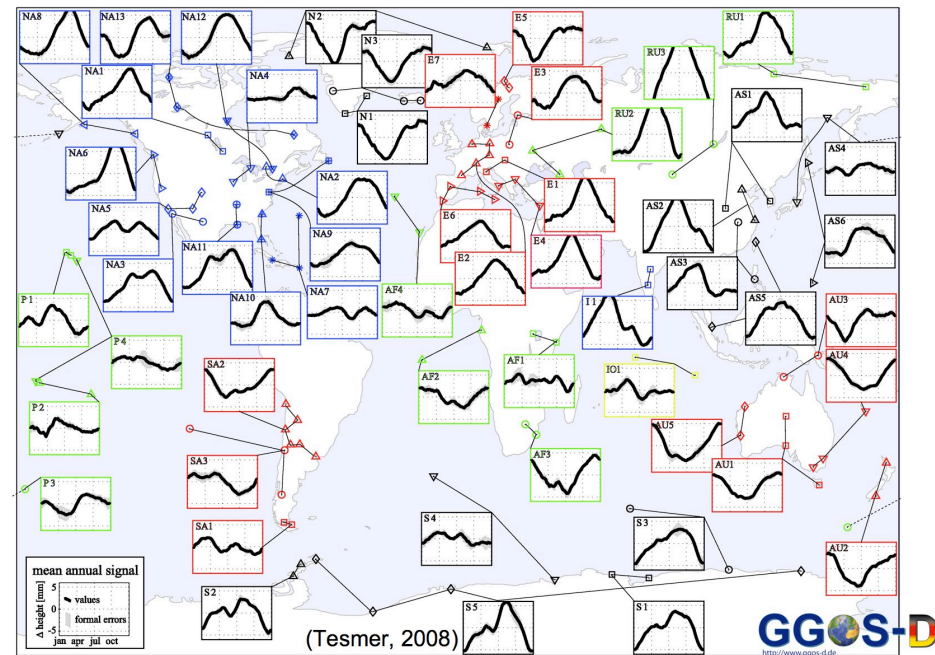 NA8
NA13
NA12
N2
E5
RU1
NA1
NA4
N3
E7
E3
RU3
N1
RU2
AS1
AS4
NA6
NA2
E1
AS2
NA5
NA11
NA9
E6
E4
AS3
AS6
NA3
NA10
NA7
AF4
E2
I1
AS5
AU3
P1
P4
SA2
AF2
AF1
IO1
AU4
P2
SA3
AF3
AU5
AU1
P3
SA1
S4
S3
AU2
S2
S5
S1
mean annual signal
Δ height [mm]
5
0
-5
values
formal errors
jan apr jul oct
(Tesmer, 2008)
GGOS-D
http://www.ggos-d.de